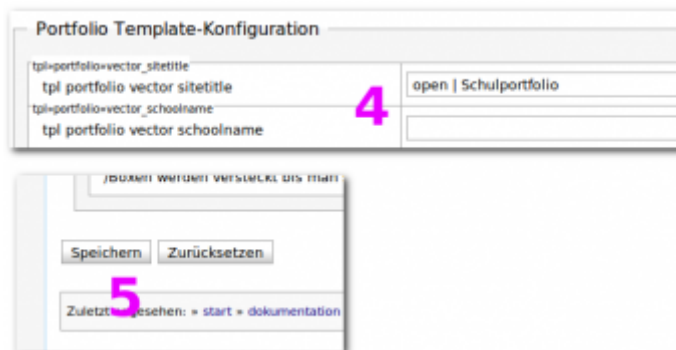 Portfolio Template-Konfiguration
tpl»portfolio»vector_sitetitle
tpl portfolio vector sitetitle
open | Schulportfolio
tpl»portfolio»vector_schoolname
4
tpl portfolio vector schoolname
)Boxen werden versteckt bis man
Speichern Zurücksetzen
5
Zuletzt gesehen: » start » dokumentation